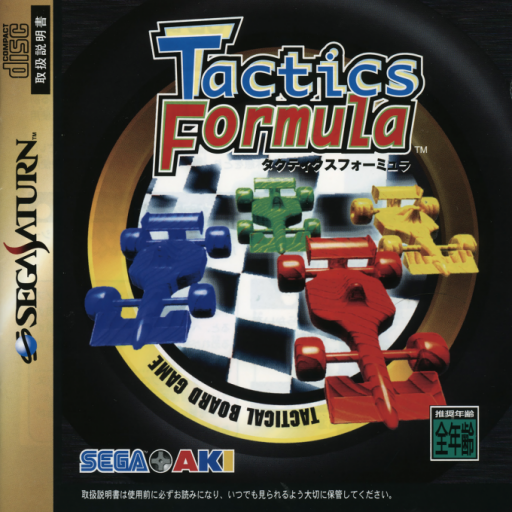 COMPACT
disc
取扱説明書
SEGA SATURN™
Tactics
Formula™
タクティクスフォーミュラ
TACTICAL BOARD GAME
SEGA AKI
推奨年齢
全年齢
取扱説明書は使用前に必ずお読みになり、いつでも見られるよう大切に保管してください。